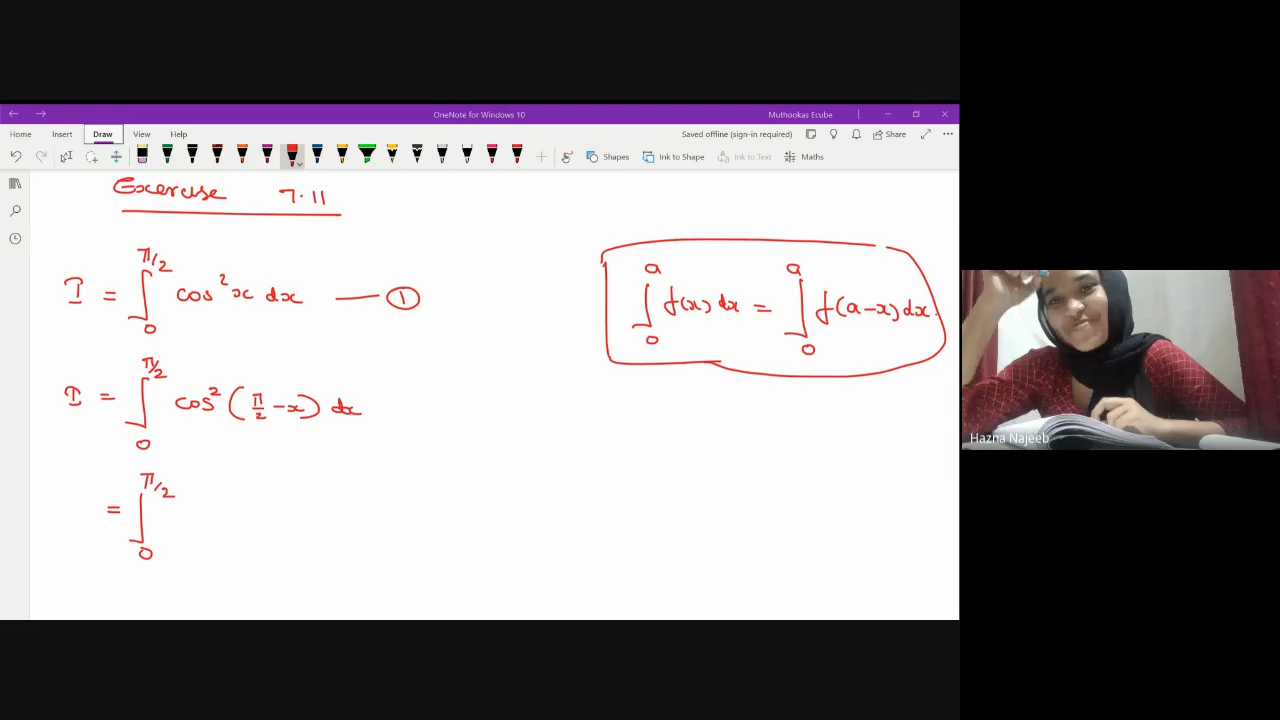 OneNote for Windows 10
Muthookas Ecube
Home Insert Draw View Help
Saved offline (sign-in required) Share
Shapes Ink to Shape Ink to Text Maths
Exercise 7.11
I = ∫₀^π/2 cos²x dx —— ①
∫₀^a f(x) dx = ∫₀^a f(a-x) dx.
I = ∫₀^π/2 cos² (π/2 - x) dx
= ∫₀^π/2
Hazna Najeeb